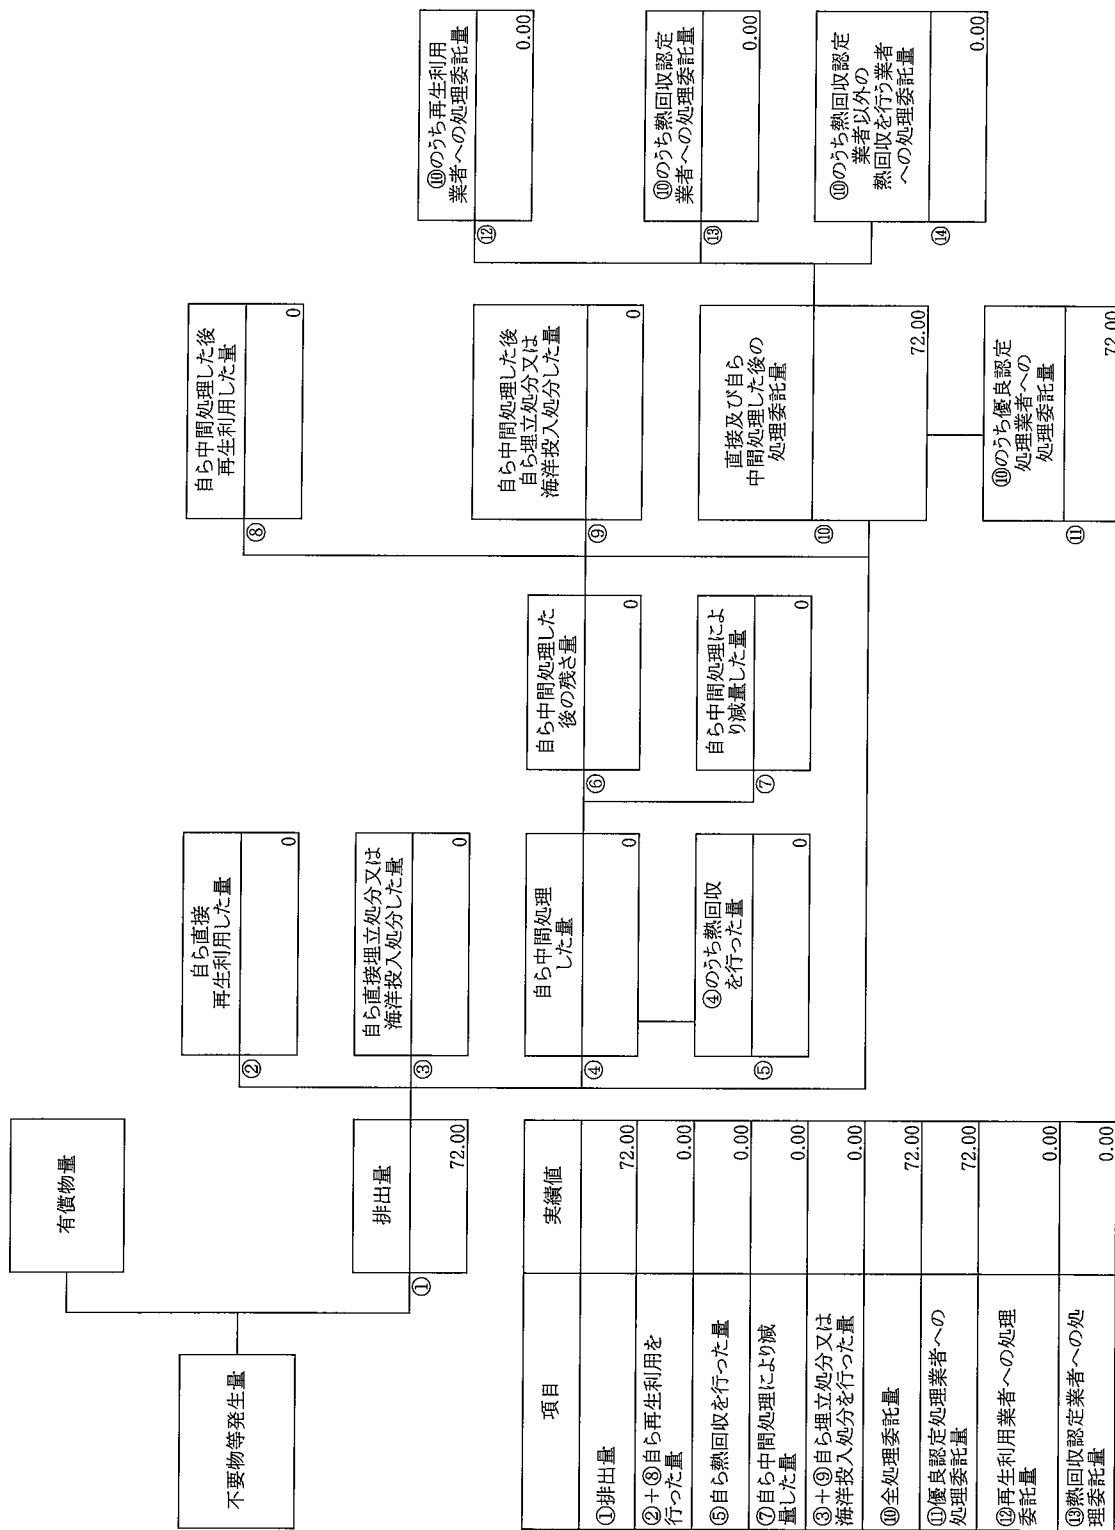 不要物等発生量
有償物量
①
排出量
72.00
②
自ら直接
再生利用した量
0
③
自ら直接埋立処分又は
海洋投入処分した量
0
④
自ら中間処理
した量
0
⑤
④のうち熱回収
を行った量
0
⑥
自ら中間処理した
後の残さ量
0
⑦
自ら中間処理によ
り減量した量
0
⑧
自ら中間処理した後
再生利用した量
0
⑨
自ら中間処理した後
自ら埋立処分又は
海洋投入処分した量
0
⑩
直接及び自ら
中間処理した後の
処理委託量
72.00
⑪
⑩のうち優良認定
処理業者への
処理委託量
72.00
⑫
⑩のうち再生利用
業者への処理委託量
0.00
⑬
⑩のうち熱回収認定
業者への処理委託量
0.00
⑭
⑩のうち熱回収認定
業者以外の
熱回収を行う業者
への処理委託量
0.00
項目 実績値
①排出量 72.00
②+⑧自ら再生利用を
行った量 0.00
⑤自ら熱回収を行った量 0.00
⑦自ら中間処理により減
量した量 0.00
③+⑨自ら埋立処分又は
海洋投入処分を行った量 0.00
⑩全処理委託量 72.00
⑪優良認定処理業者への
処理委託量 72.00
⑫再生利用業者への処理
委託量 0.00
⑬熱回収認定業者への処
理委託量 0.00